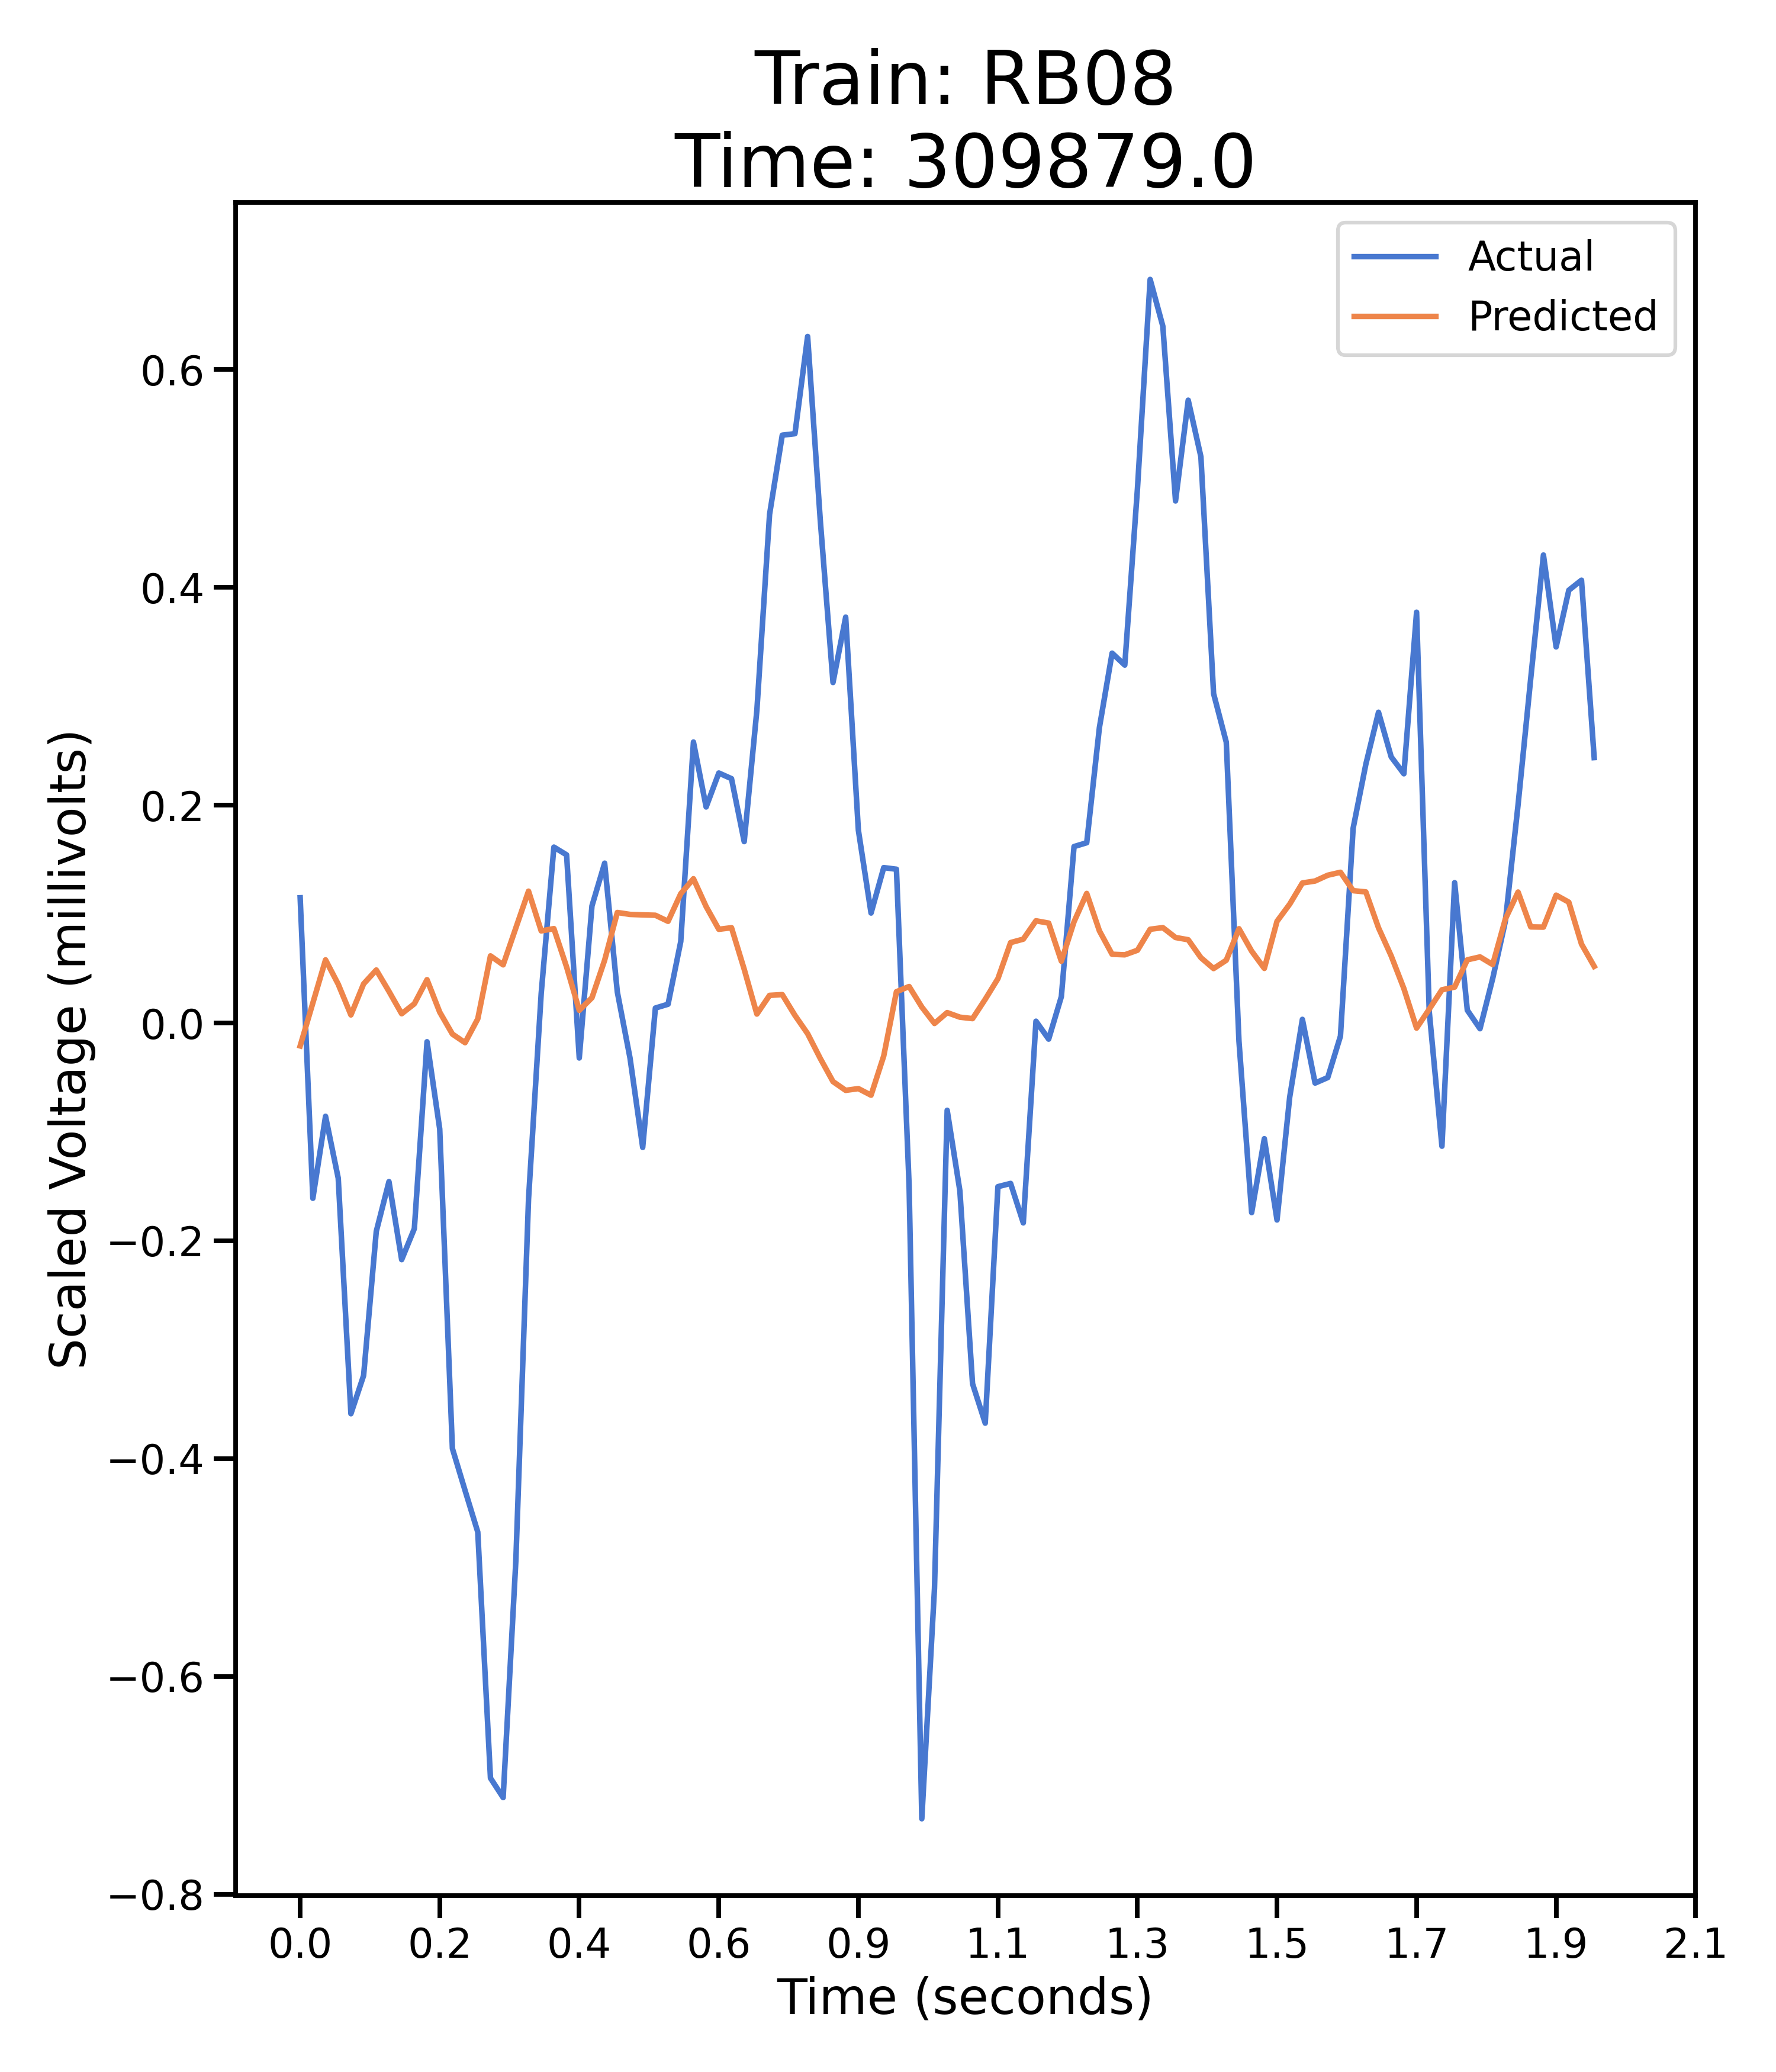 Train: RB08
Time: 309879.0
Actual
Predicted
Scaled Voltage (millivolts)
0.6
0.4
0.2
0.0
−0.2
−0.4
−0.6
−0.8
0.0 0.2 0.4 0.6 0.9 1.1 1.3 1.5 1.7 1.9 2.1
Time (seconds)